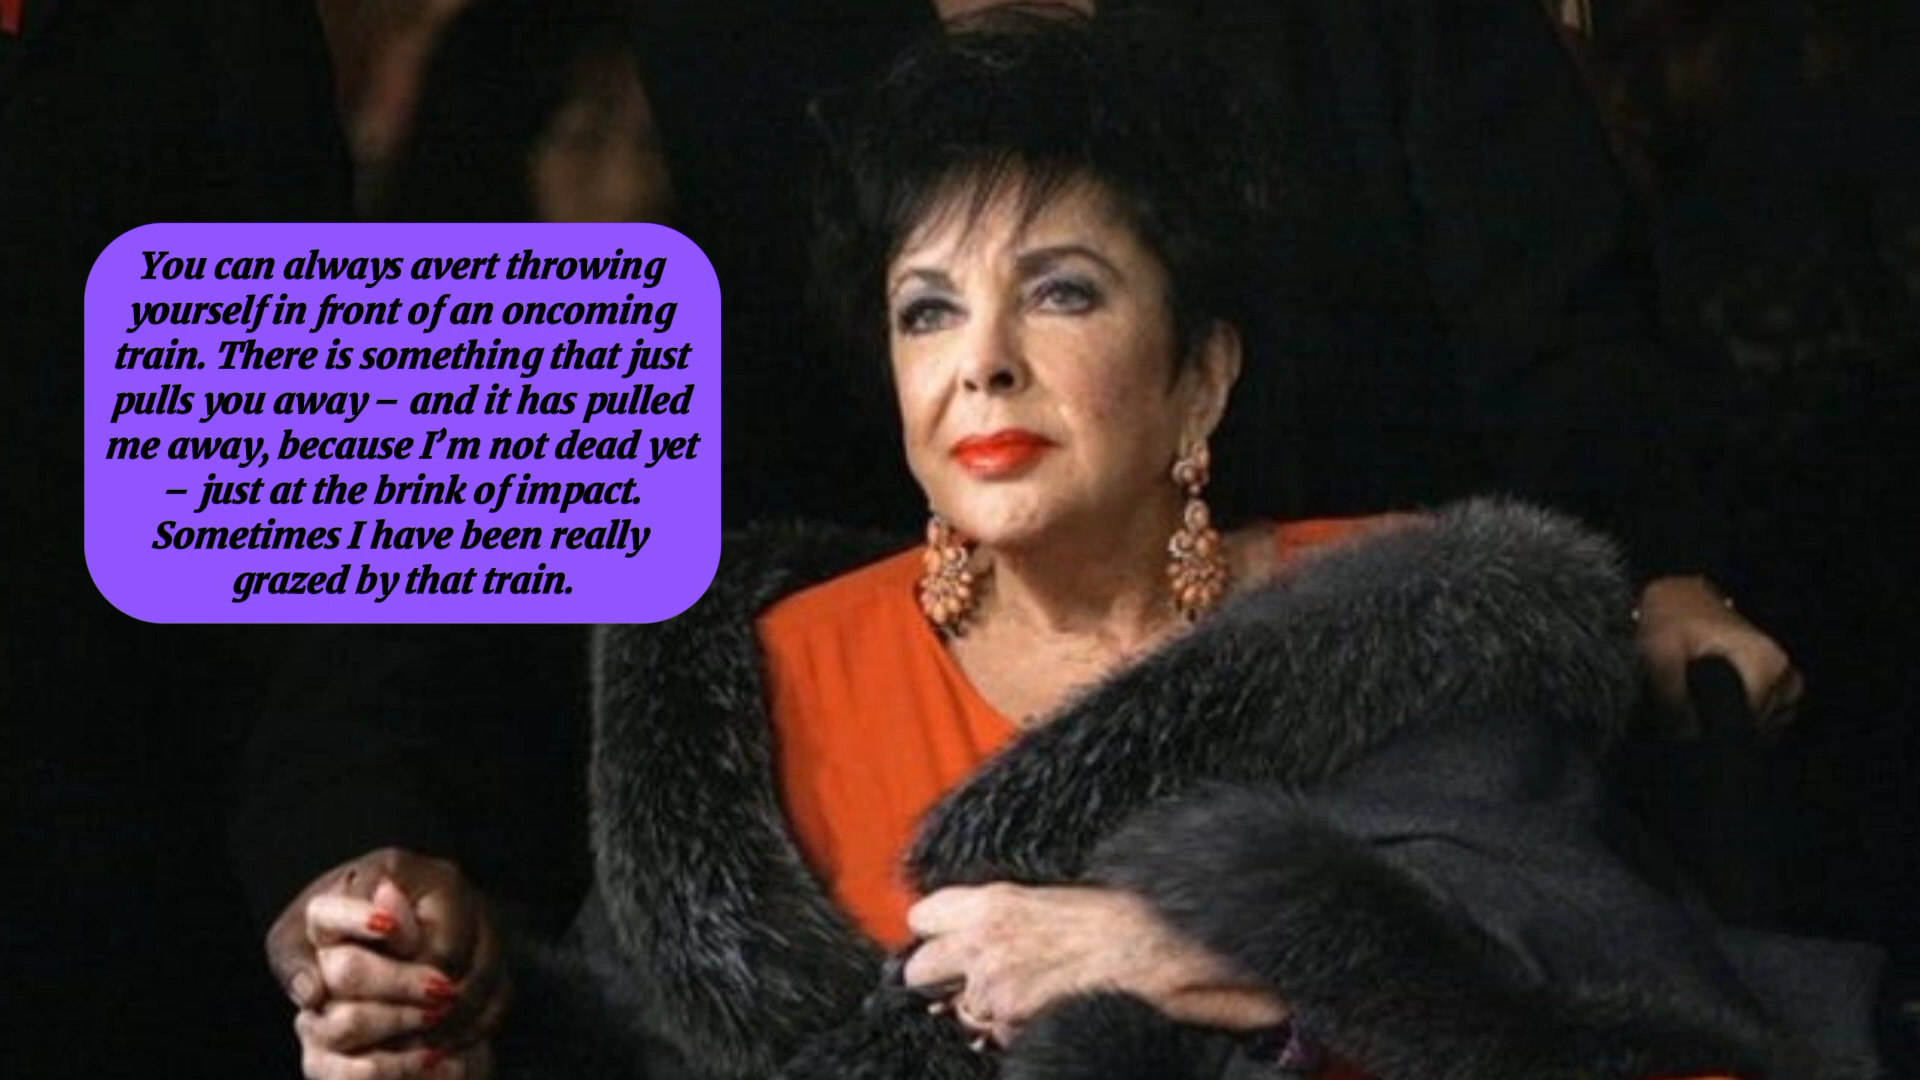 You can always avert throwing
yourself in front of an oncoming
train. There is something that just
pulls you away – and it has pulled
me away, because I’m not dead yet
– just at the brink of impact.
Sometimes I have been really
grazed by that train.